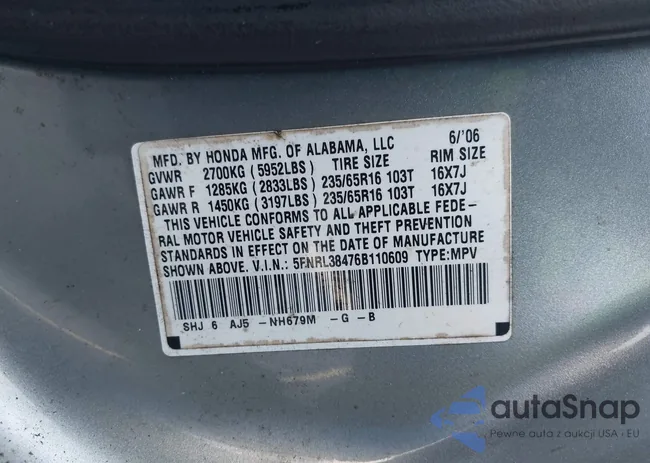 MFD. BY HONDA MFG. OF ALABAMA, LLC 6/'06
GVWR 2700KG (5952LBS) TIRE SIZE RIM SIZE
GAWR F 1285KG (2833LBS) 235/65R16 103T 16X7J
GAWR R 1450KG (3197LBS) 235/65R16 103T 16X7J
THIS VEHICLE CONFORMS TO ALL APPLICABLE FEDE-
RAL MOTOR VEHICLE SAFETY AND THEFT PREVENTION
STANDARDS IN EFFECT ON THE DATE OF MANUFACTURE
SHOWN ABOVE. V.I.N.: 5FNRL38476B110609 TYPE:MPV
SHJ 6 AJ5 -NH679M -G -B
autoSnap
Pewne auta z aukcji USA i EU